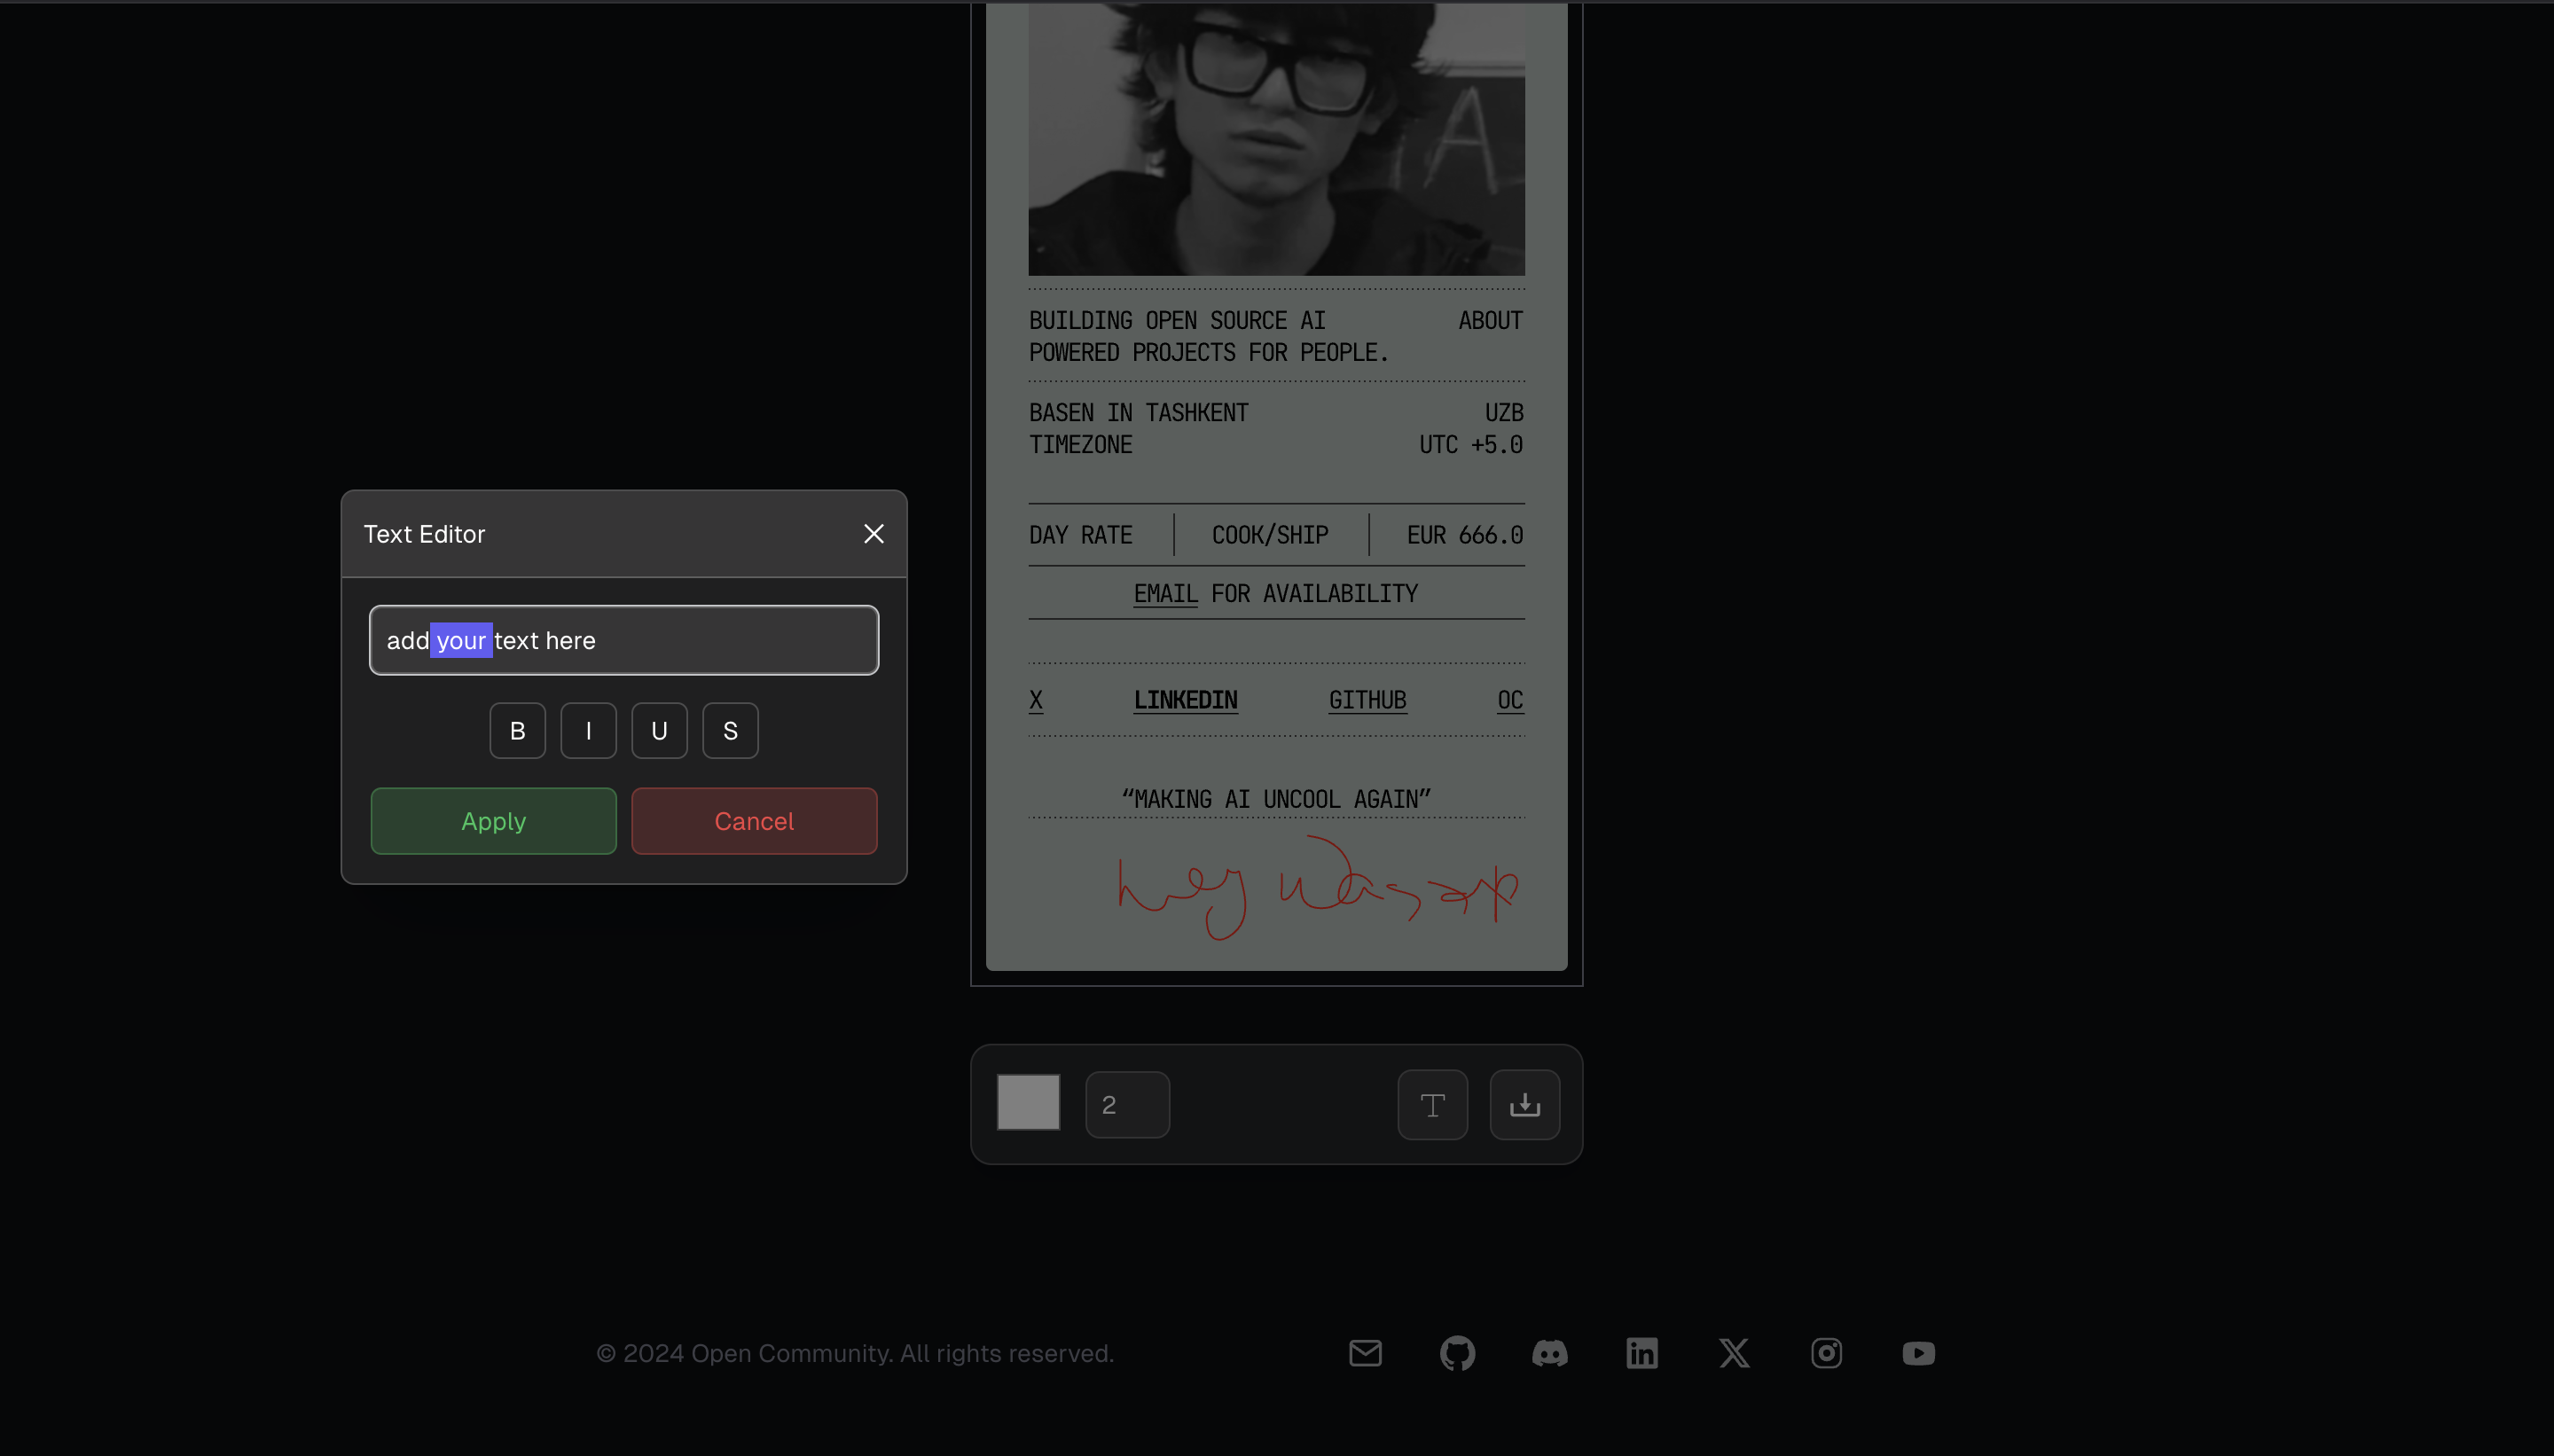 A
BUILDING OPEN SOURCE AI ABOUT
POWERED PROJECTS FOR PEOPLE.
BASEN IN TASHKENT UZB
TIMEZONE UTC +5.0
DAY RATE COOK/SHIP EUR 666.0
EMAIL FOR AVAILABILITY
X LINKEDIN GITHUB OC
“MAKING AI UNCOOL AGAIN”
hey wassap
Text Editor
add your text here
B I U S
Apply Cancel
2 T
© 2024 Open Community. All rights reserved.